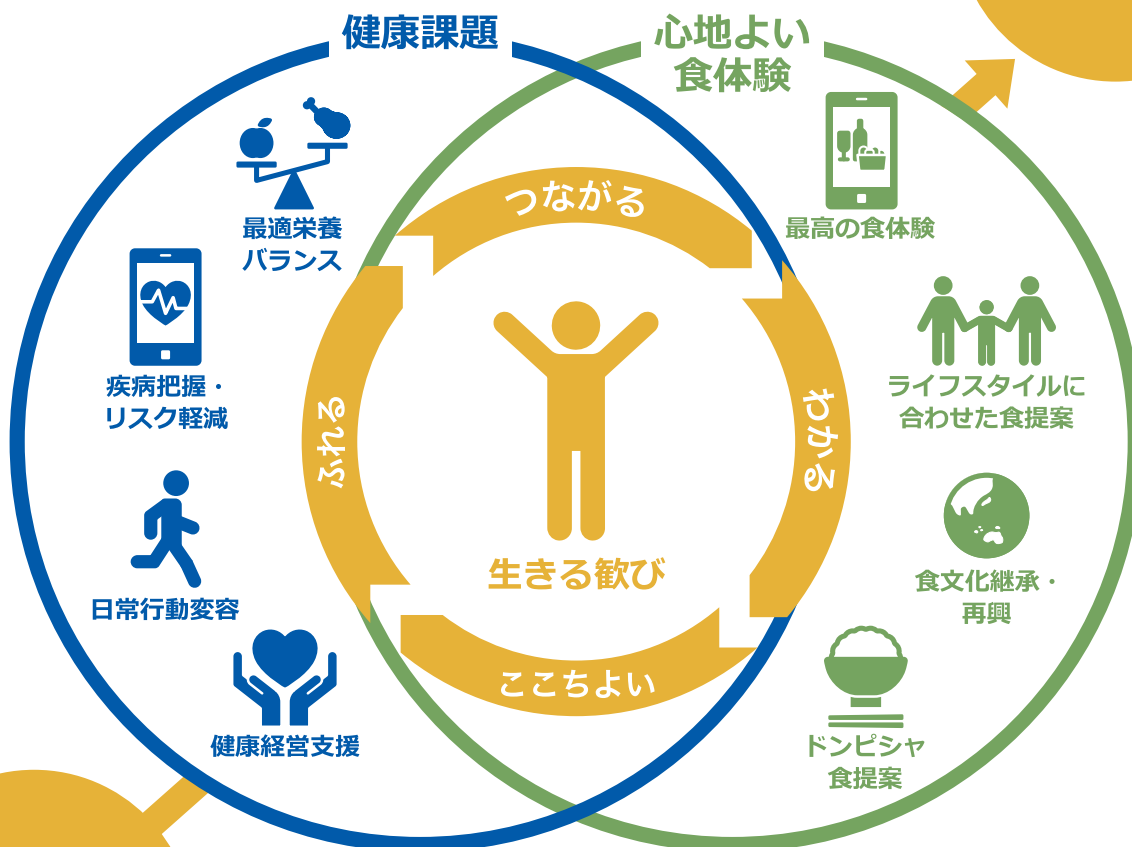 健康課題
心地よい
食体験
最適栄養
バランス
疾病把握・
リスク軽減
日常行動変容
健康経営支援
つながる
わかる
ここちよい
ふれる
生きる歓び
最高の食体験
ライフスタイルに
合わせた食提案
食文化継承・
再興
ドンピシャ
食提案